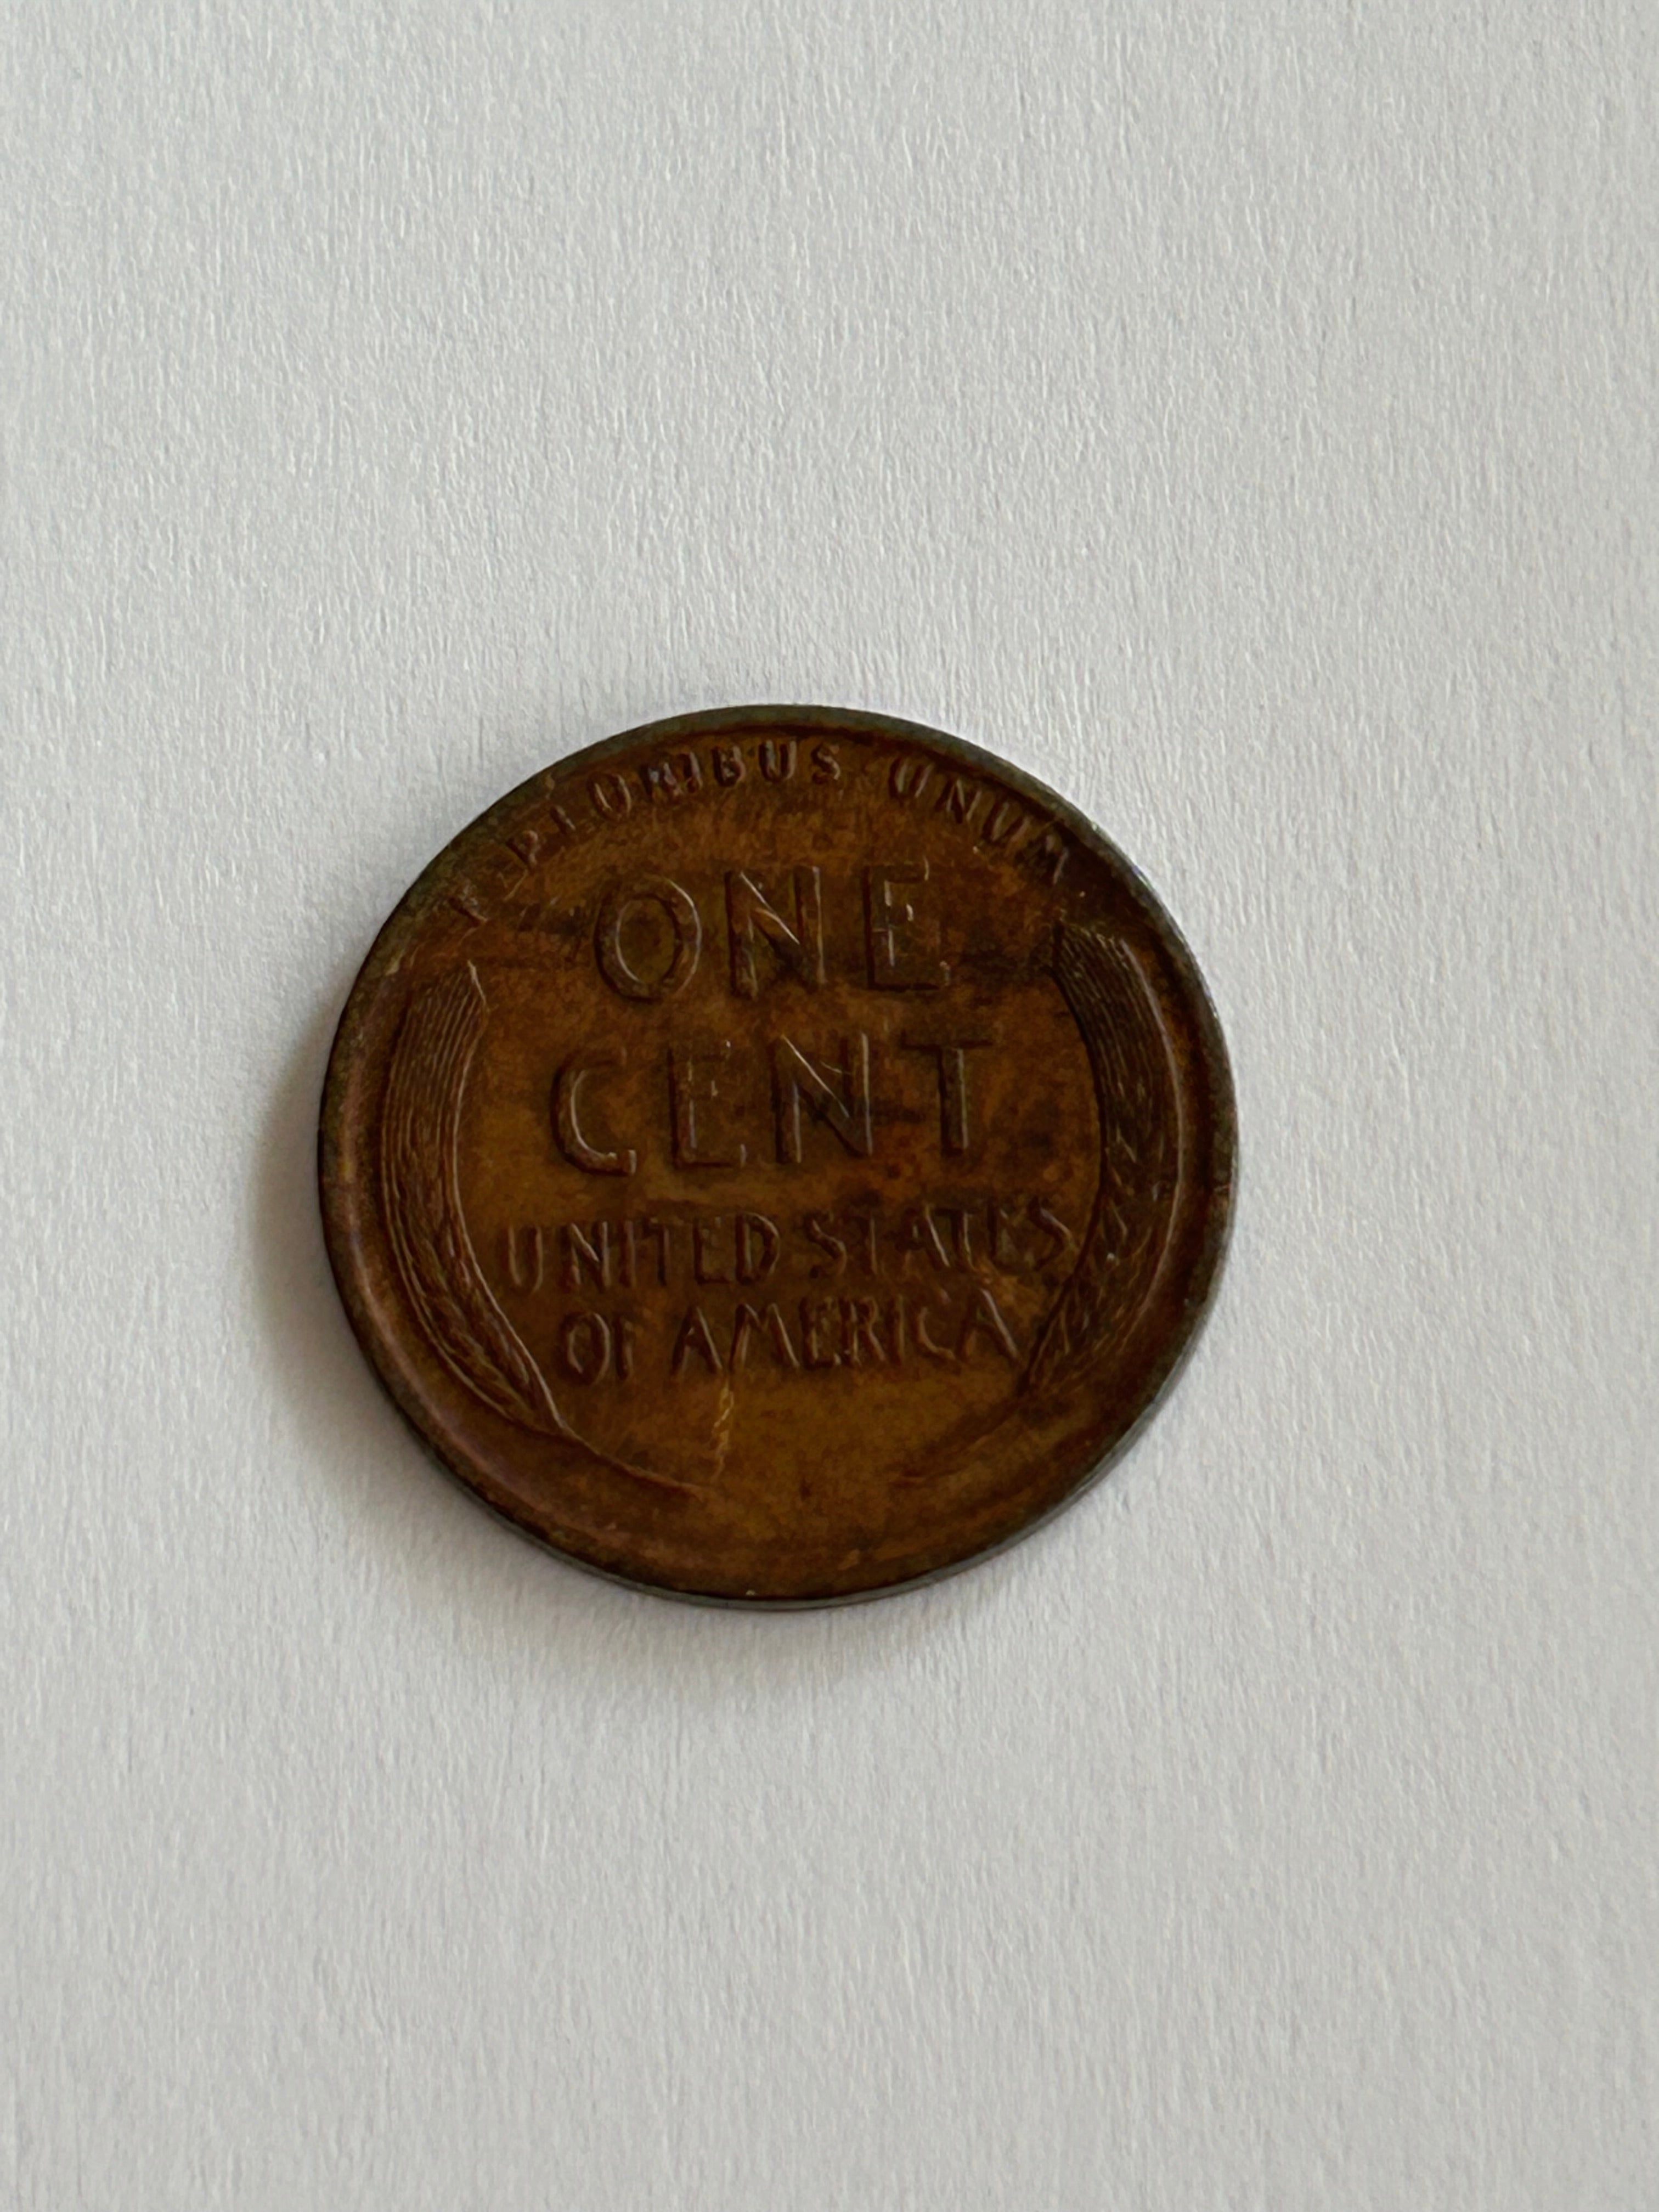 E PLURIBUS UNUM
ONE
CENT
UNITED STATES
OF AMERICA